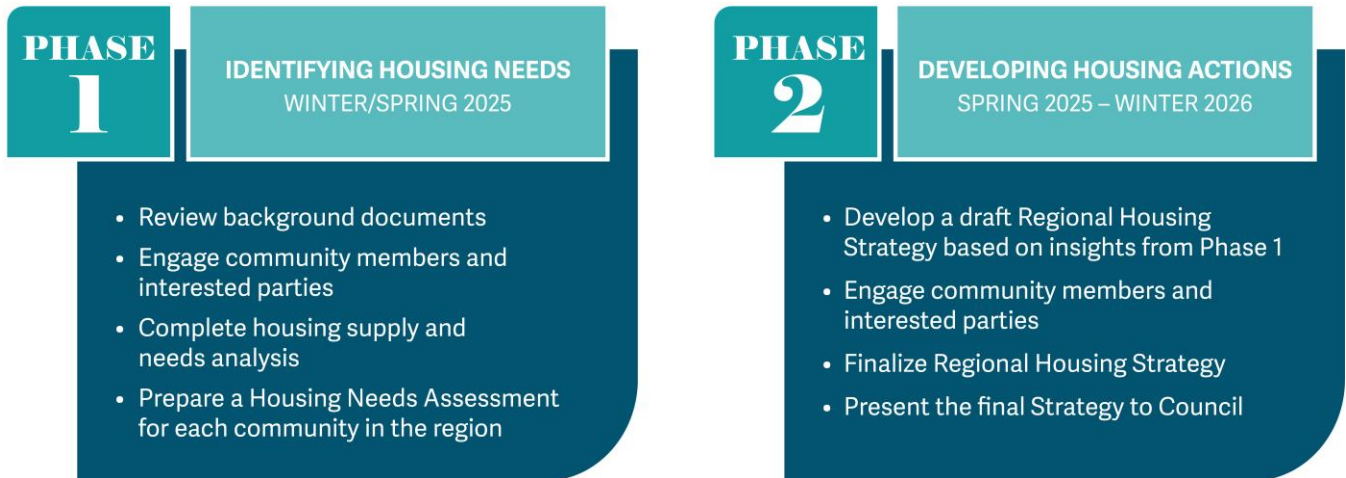 PHASE
1
IDENTIFYING HOUSING NEEDS
WINTER/SPRING 2025
• Review background documents
• Engage community members and
interested parties
• Complete housing supply and
needs analysis
• Prepare a Housing Needs Assessment
for each community in the region
PHASE
2
DEVELOPING HOUSING ACTIONS
SPRING 2025 – WINTER 2026
• Develop a draft Regional Housing
Strategy based on insights from Phase 1
• Engage community members and
interested parties
• Finalize Regional Housing Strategy
• Present the final Strategy to Council